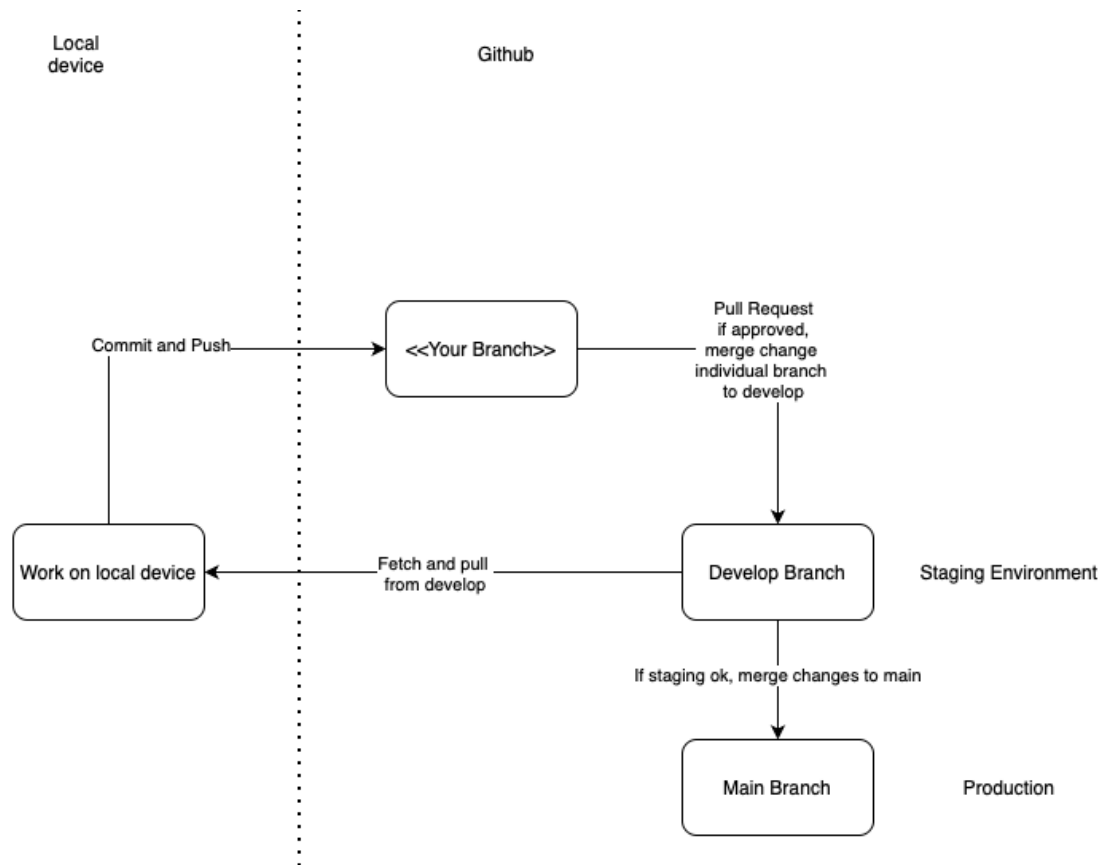 Local
device
Github
Pull Request
if approved,
merge change
individual branch
to develop
Commit and Push
<<Your Branch>>
Work on local device
Fetch and pull
from develop
Develop Branch
Staging Environment
If staging ok, merge changes to main
Main Branch
Production